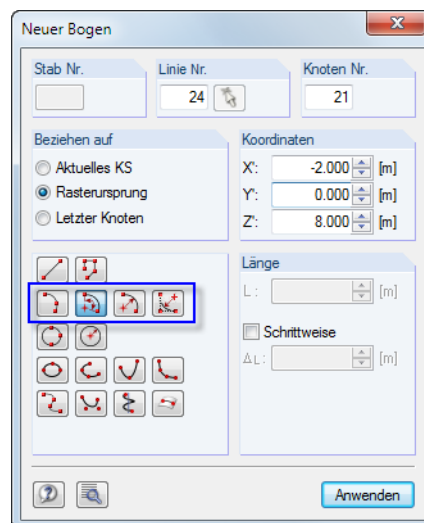 Neuer Bogen
Stab Nr. Linie Nr. Knoten Nr.
24 21
Beziehen auf
Aktuelles KS
Rasterursprung
Letzter Knoten
Koordinaten
X': -2.000 [m]
Y': 0.000 [m]
Z': 8.000 [m]
Länge
L : [m]
Schrittweise
ΔL: [m]
Anwenden